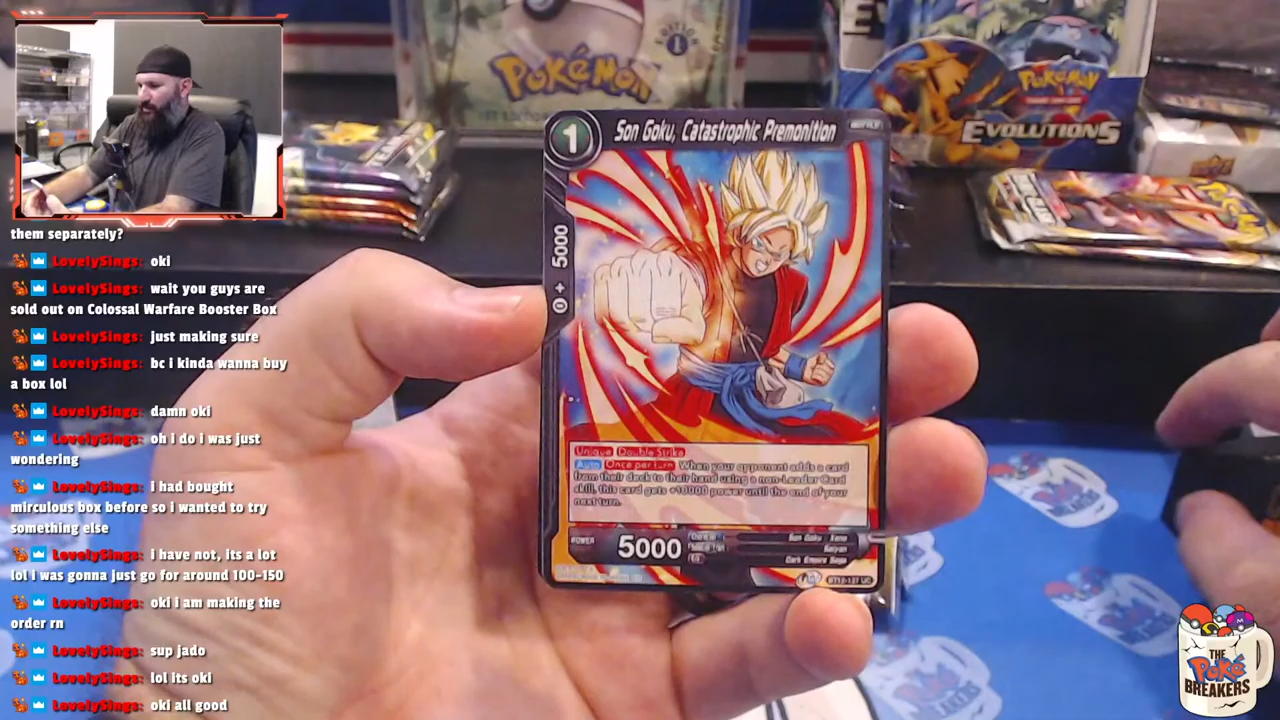 them separately?
LovelySings: oki
LovelySings: wait you guys are
sold out on Colossal Warfare Booster Box
LovelySings: just making sure
LovelySings: bc i kinda wanna buy
a box lol
LovelySings: damn oki
LovelySings: oh i do i was just
wondering
LovelySings: i had bought
mirculous box before so i wanted to try
something else
LovelySings: i have not, its a lot
lol i was gonna just go for around 100-150
LovelySings: oki i am making the
order rn
LovelySings: sup jado
LovelySings: lol its oki
LovelySings: oki all good
POKéMON
EDITION
1
POKéMON
EVOLUTIONS
1
Son Goku, Catastrophic Premonition
0 + 5000
Unique Double Strike
Auto Once per turn When your opponent adds a card
from their deck to their hand using a non-Leader Card
skill, this card gets +10000 power until the end of your
next turn.
POWER 5000
Son Goku : Xeno
Saiyan
Dark Empire Saga
BT12-137 UC
THE
Poké
BREAKERS